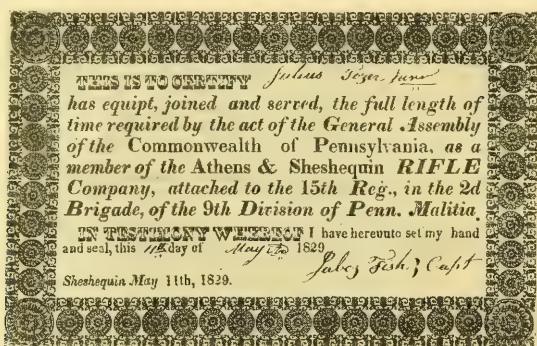 THIS IS TO CERTIFY Julius Tozer Junr
has equipt, joined and served, the full length of
time required by the act of the General Assembly
of the Commonwealth of Pennsylvania, as a
member of the Athens & Sheshequin RIFLE
Company, attached to the 15th Reg., in the 2d
Brigade, of the 9th Division of Penn. Malitia.
IN TESTIMONY WHEREOF I have hereunto set my hand
and seal, this 11th day of May 1829
Jabez Fish, Capt
Sheshequin May 11th, 1829.